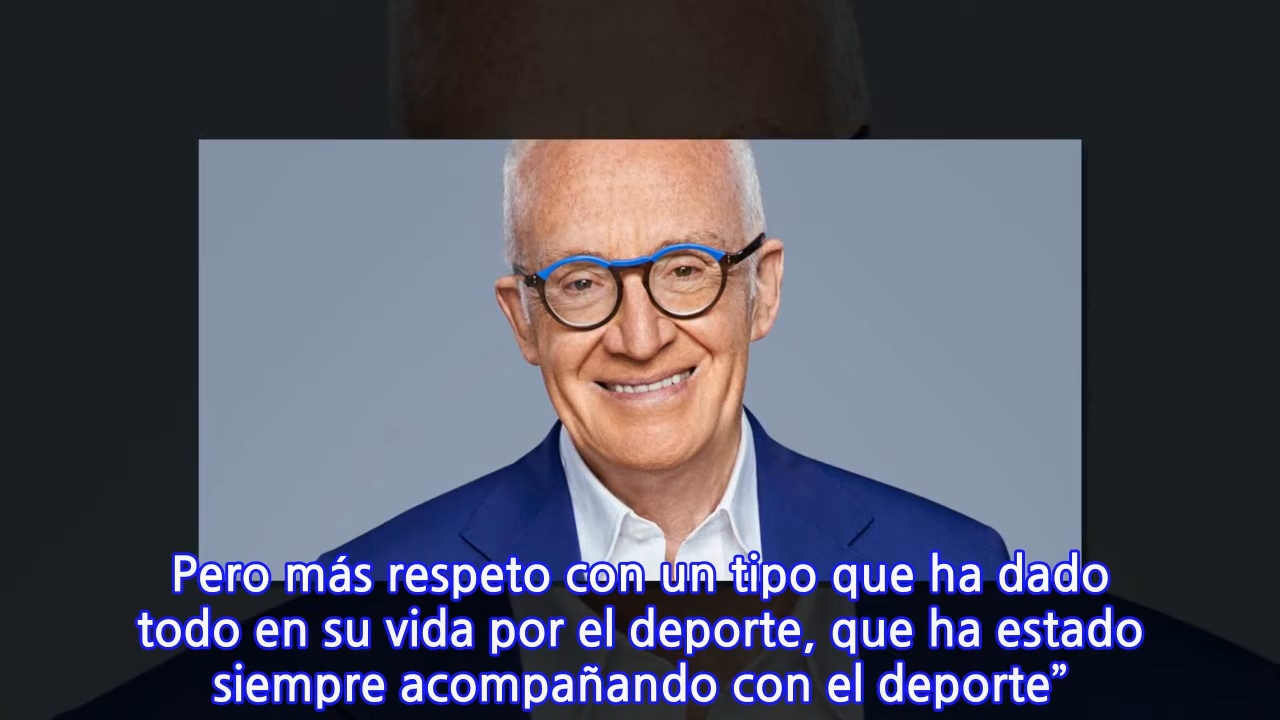 Pero más respeto con un tipo que ha dado
todo en su vida por el deporte, que ha estado
siempre acompañando con el deporte”